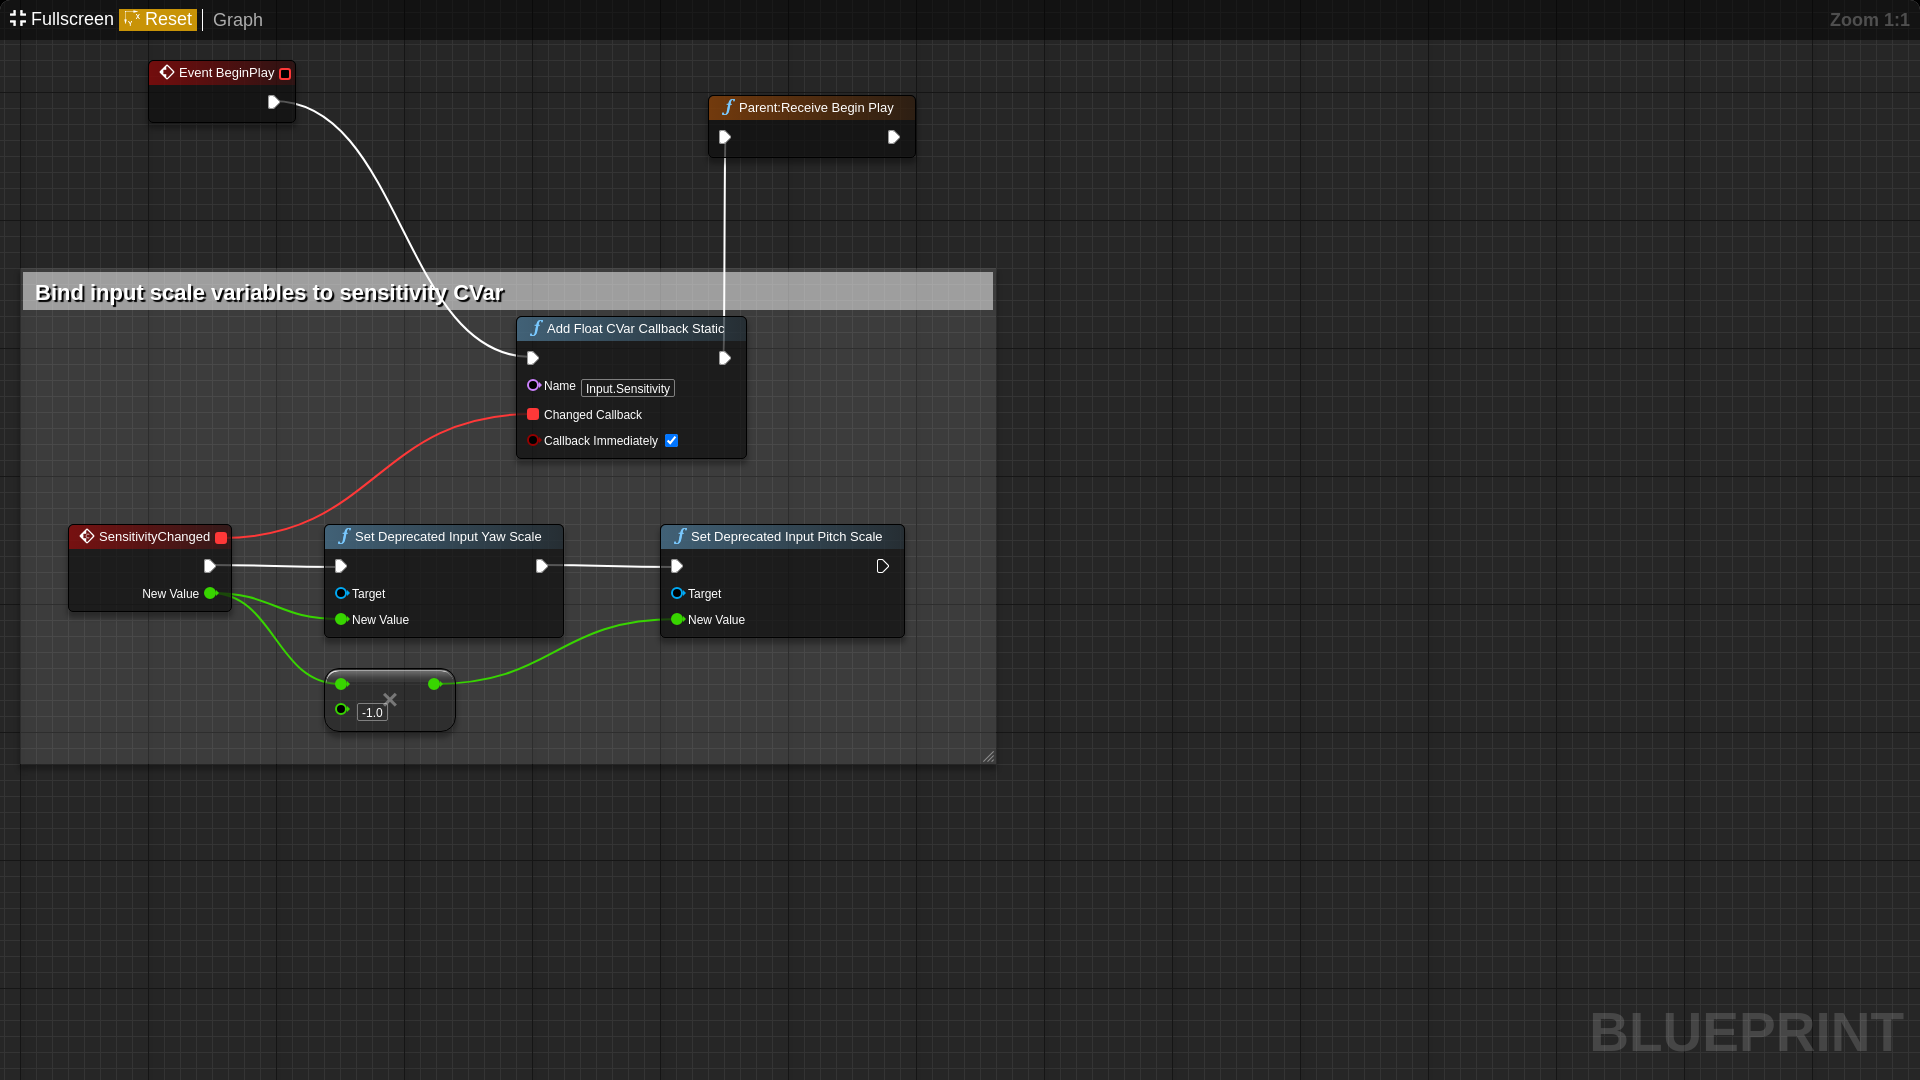 Fullscreen Reset Graph
Zoom 1:1
Event BeginPlay
Parent:Receive Begin Play
Bind input scale variables to sensitivity CVar
Add Float CVar Callback Static
Name Input.Sensitivity
Changed Callback
Callback Immediately
SensitivityChanged
New Value
Set Deprecated Input Yaw Scale
Target
New Value
Set Deprecated Input Pitch Scale
Target
New Value
×
-1.0
BLUEPRINT